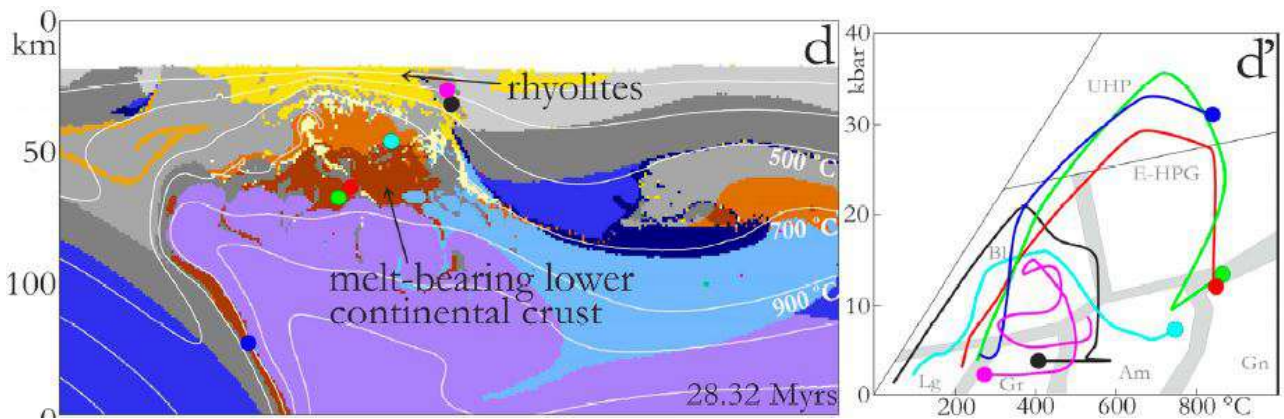 0
km
50
100
0
d
rhyolites
500 °C
700 °C
900 °C
melt-bearing lower
continental crust
28.32 Myrs
d'
kbar
40
30
20
10
0
UHP
E-HPG
Bl
Lg
Gr
Am
Gn
200
400
600
800
°C